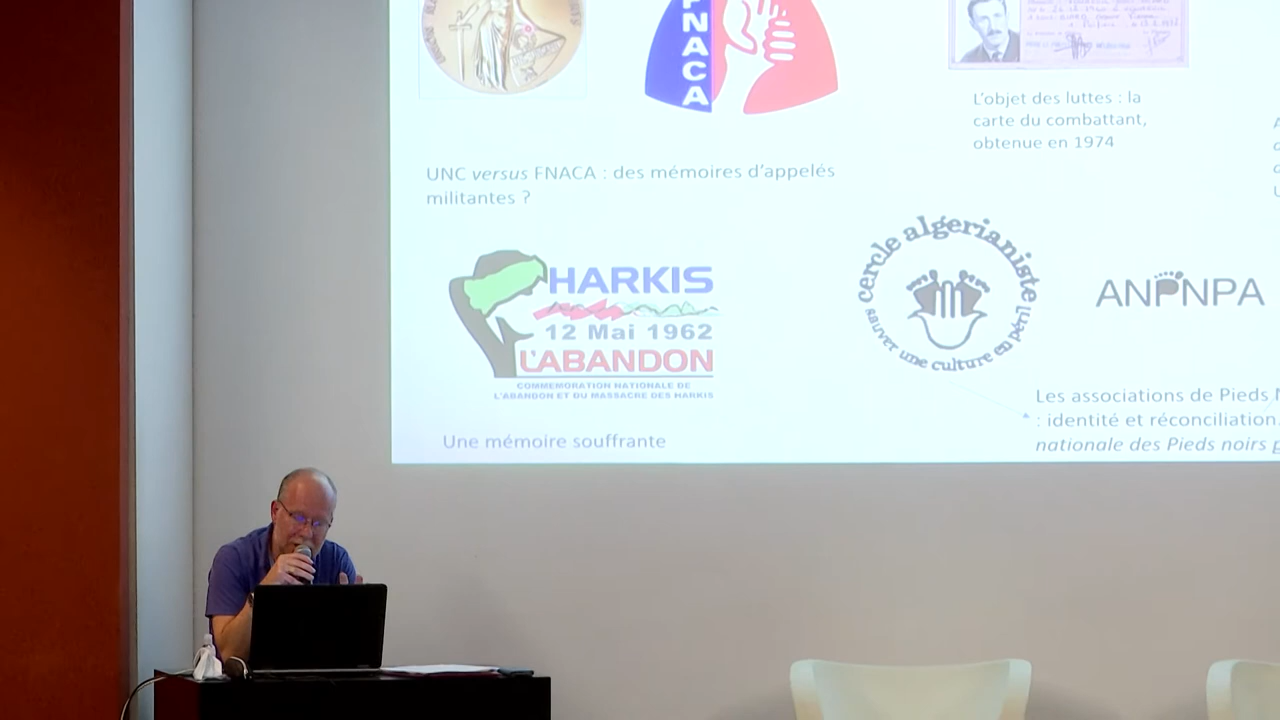 FNACA
L'objet des luttes : la
carte du combattant,
obtenue en 1974
UNC versus FNACA : des mémoires d'appelés
militantes ?
HARKIS
12 Mai 1962
L'ABANDON
COMMEMORATION NATIONALE DE
L'ABANDON ET DU MASSACRE DES HARKIS
Une mémoire souffrante
cercle algerianiste
sauver une culture en péril
ANPNPA
Les associations de Pieds N
: identité et réconciliation.
nationale des Pieds noirs p